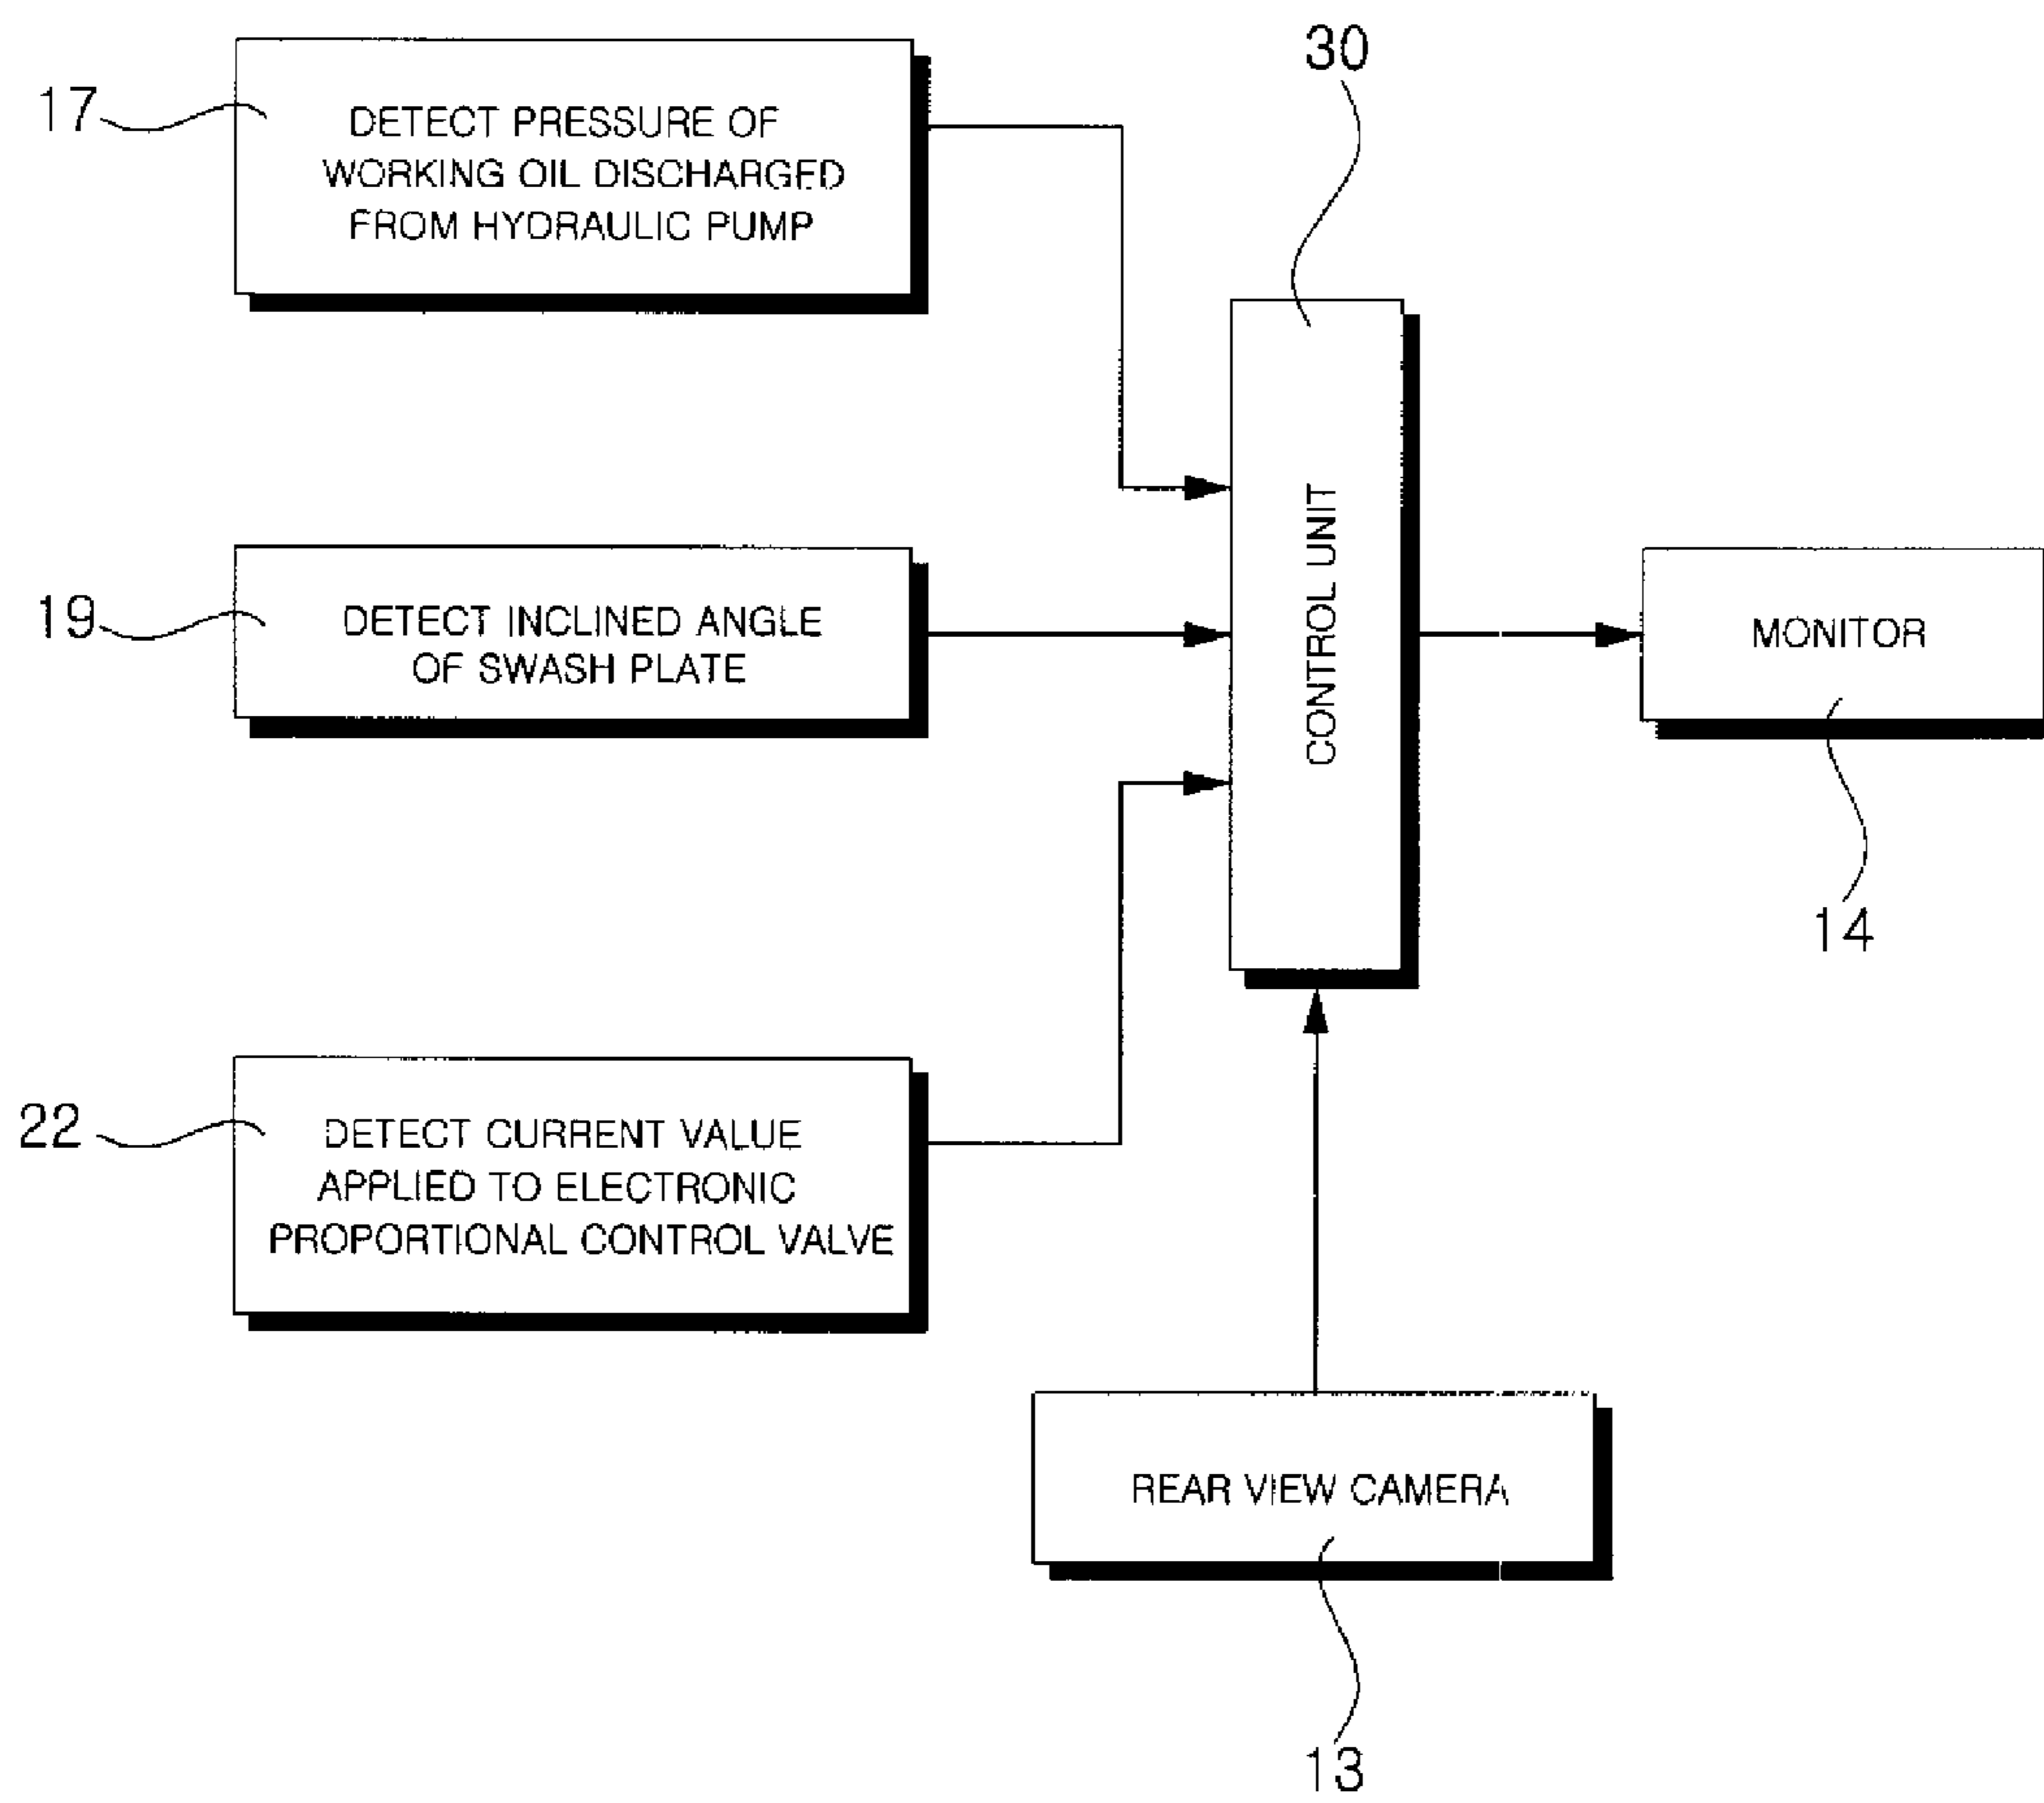 30
17
DETECT PRESSURE OF
WORKING OIL DISCHARGED
FROM HYDRAULIC PUMP
19
DETECT INCLINED ANGLE
OF SWASH PLATE
CONTROL UNIT
MONITOR
14
22
DETECT CURRENT VALUE
APPLIED TO ELECTRONIC
PROPORTIONAL CONTROL VALVE
REAR VIEW CAMERA
13